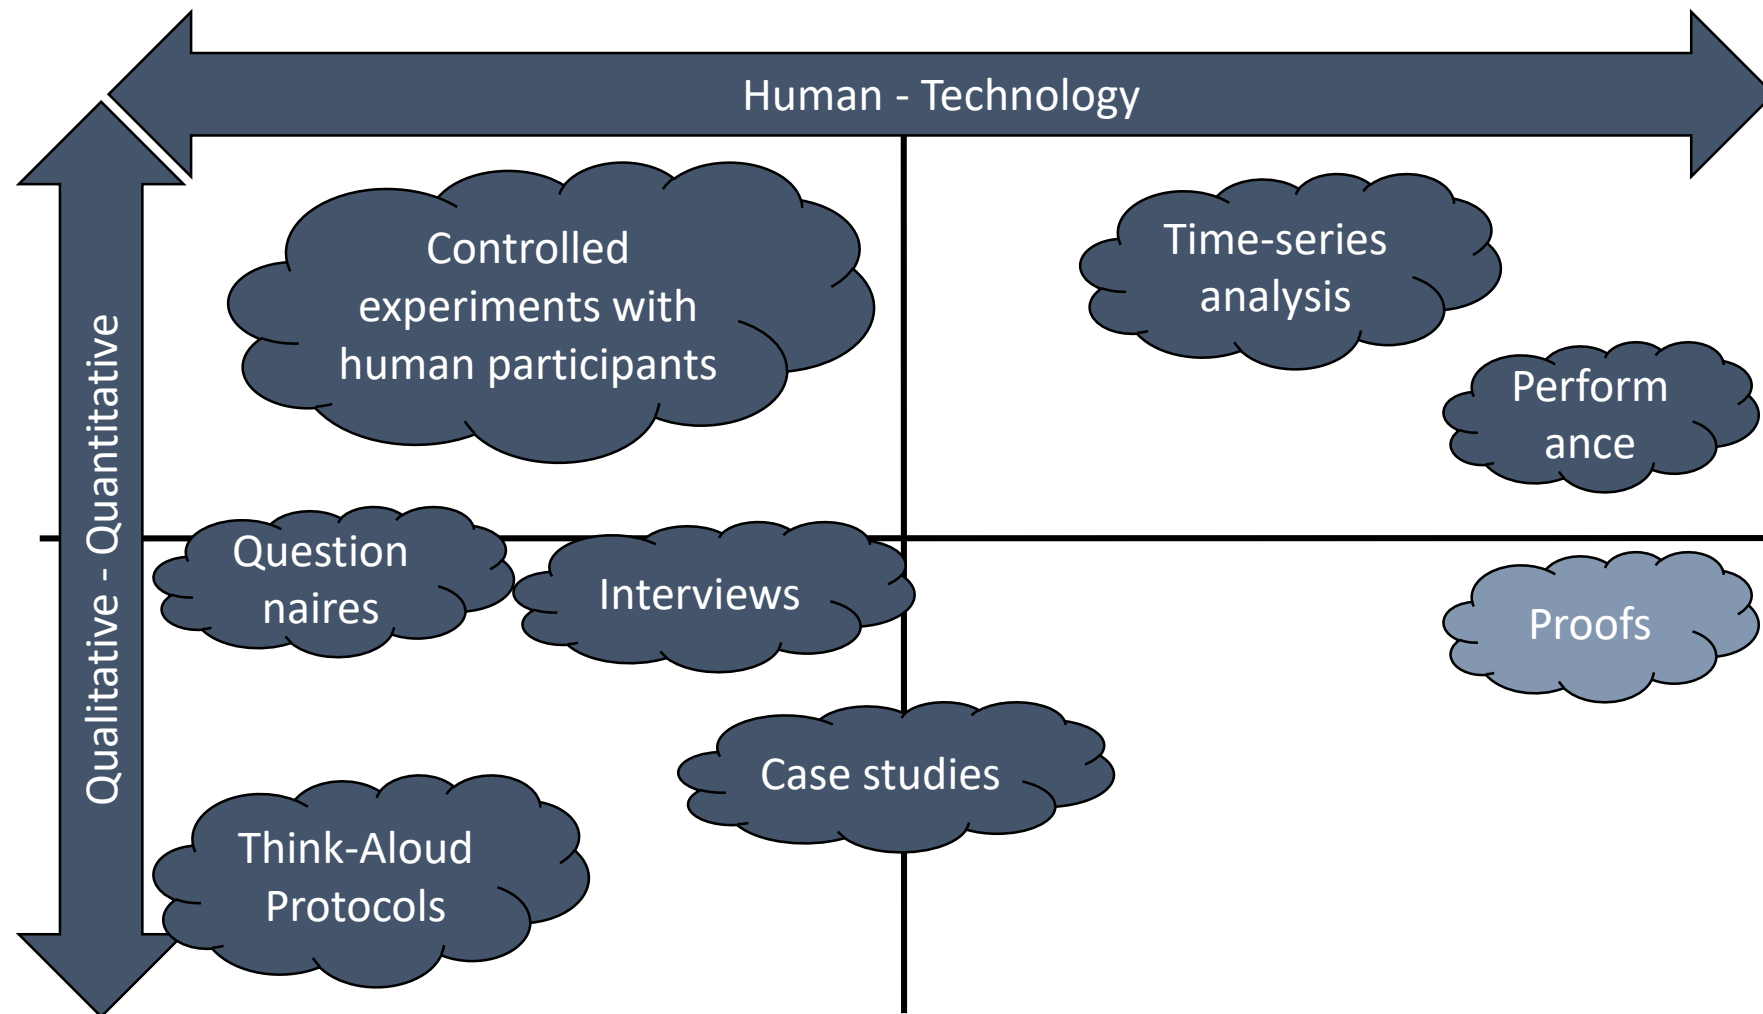 Human - Technology
Qualitative - Quantitative
Controlled
experiments with
human participants
Time-series
analysis
Perform
ance
Question
naires
Interviews
Proofs
Case studies
Think-Aloud
Protocols